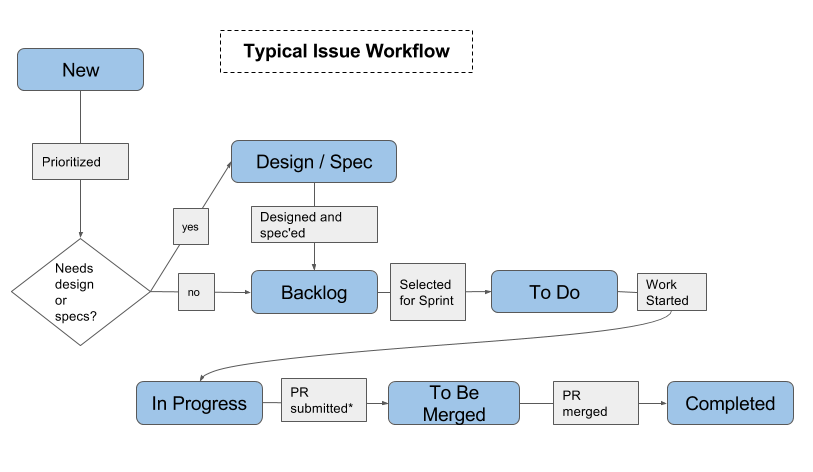 Typical Issue Workflow
New
Prioritized
Needs
design
or
specs?
yes
no
Design / Spec
Designed and
spec'ed
Backlog
Selected
for Sprint
To Do
Work
Started
In Progress
PR
submitted*
To Be
Merged
PR
merged
Completed